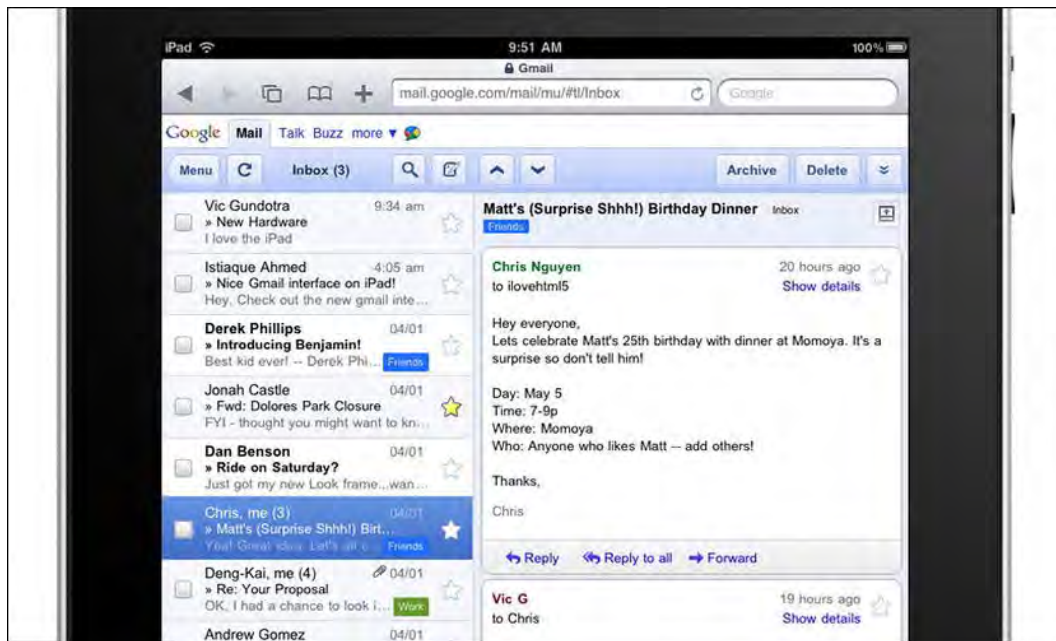 iPad 9:51 AM 100%
Gmail
mail.google.com/mail/mu/#tl/Inbox Google
Google Mail Talk Buzz more ▼
Menu Inbox (3) Archive Delete
Vic Gundotra 9:34 am
» New Hardware
I love the iPad
Istiaque Ahmed 4:05 am
» Nice Gmail interface on iPad!
Hey, Check out the new gmail inte...
Derek Phillips 04/01
» Introducing Benjamin!
Best kid ever! -- Derek Phi... Friends
Jonah Castle 04/01
» Fwd: Dolores Park Closure
FYI - thought you might want to kn...
Dan Benson 04/01
» Ride on Saturday?
Just got my new Look frame...wan...
Chris, me (3) 04/01
» Matt's (Surprise Shhh!) Birt...
Yea! Great idea. Let's all c... Friends
Deng-Kai, me (4) 04/01
» Re: Your Proposal
OK, I had a chance to look i... Work
Andrew Gomez 04/01
Matt's (Surprise Shhh!) Birthday Dinner Inbox
Friends
Chris Nguyen 20 hours ago
to ilovehtml5 Show details
Hey everyone,
Lets celebrate Matt's 25th birthday with dinner at Momoya. It's a
surprise so don't tell him!
Day: May 5
Time: 7-9p
Where: Momoya
Who: Anyone who likes Matt -- add others!
Thanks,
Chris
Reply Reply to all Forward
Vic G 19 hours ago
to Chris Show details